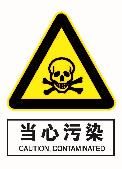 当心污染
CAUTION, CONTAMINATED